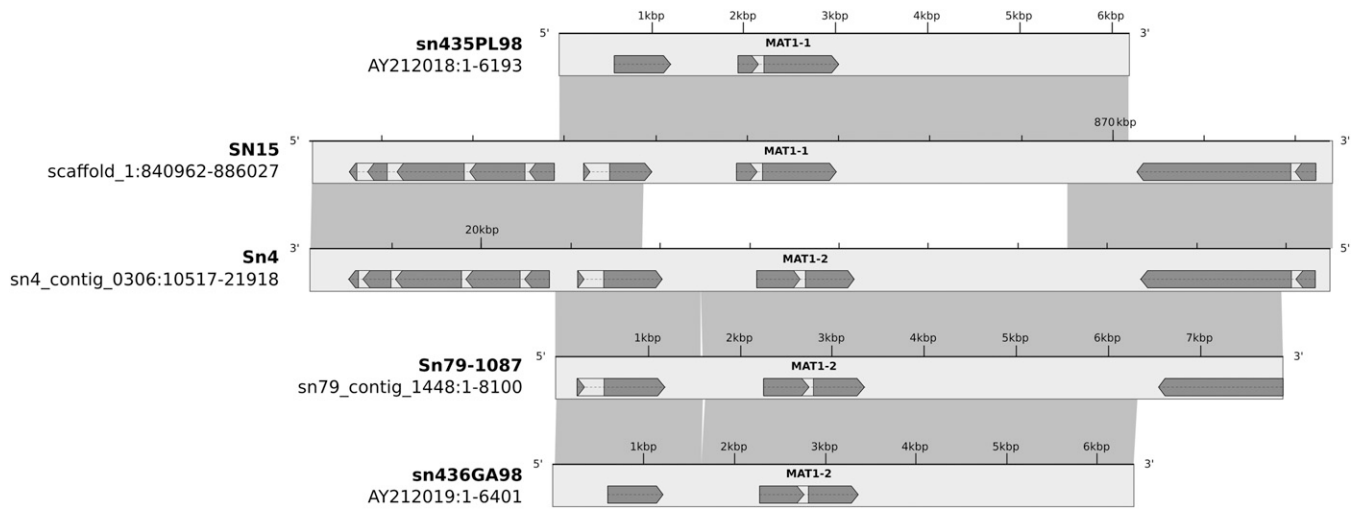 1kbp 2kbp 3kbp 4kbp 5kbp 6kbp
5' 3'
sn435PL98 MAT1-1
AY212018:1-6193
870kbp
5' 3'
SN15 MAT1-1
scaffold_1:840962-886027
20kbp
3' 5'
Sn4 MAT1-2
sn4_contig_0306:10517-21918
1kbp 2kbp 3kbp 4kbp 5kbp 6kbp 7kbp
5' 3'
Sn79-1087 MAT1-2
sn79_contig_1448:1-8100
1kbp 2kbp 3kbp 4kbp 5kbp 6kbp
5' 3'
sn436GA98 MAT1-2
AY212019:1-6401